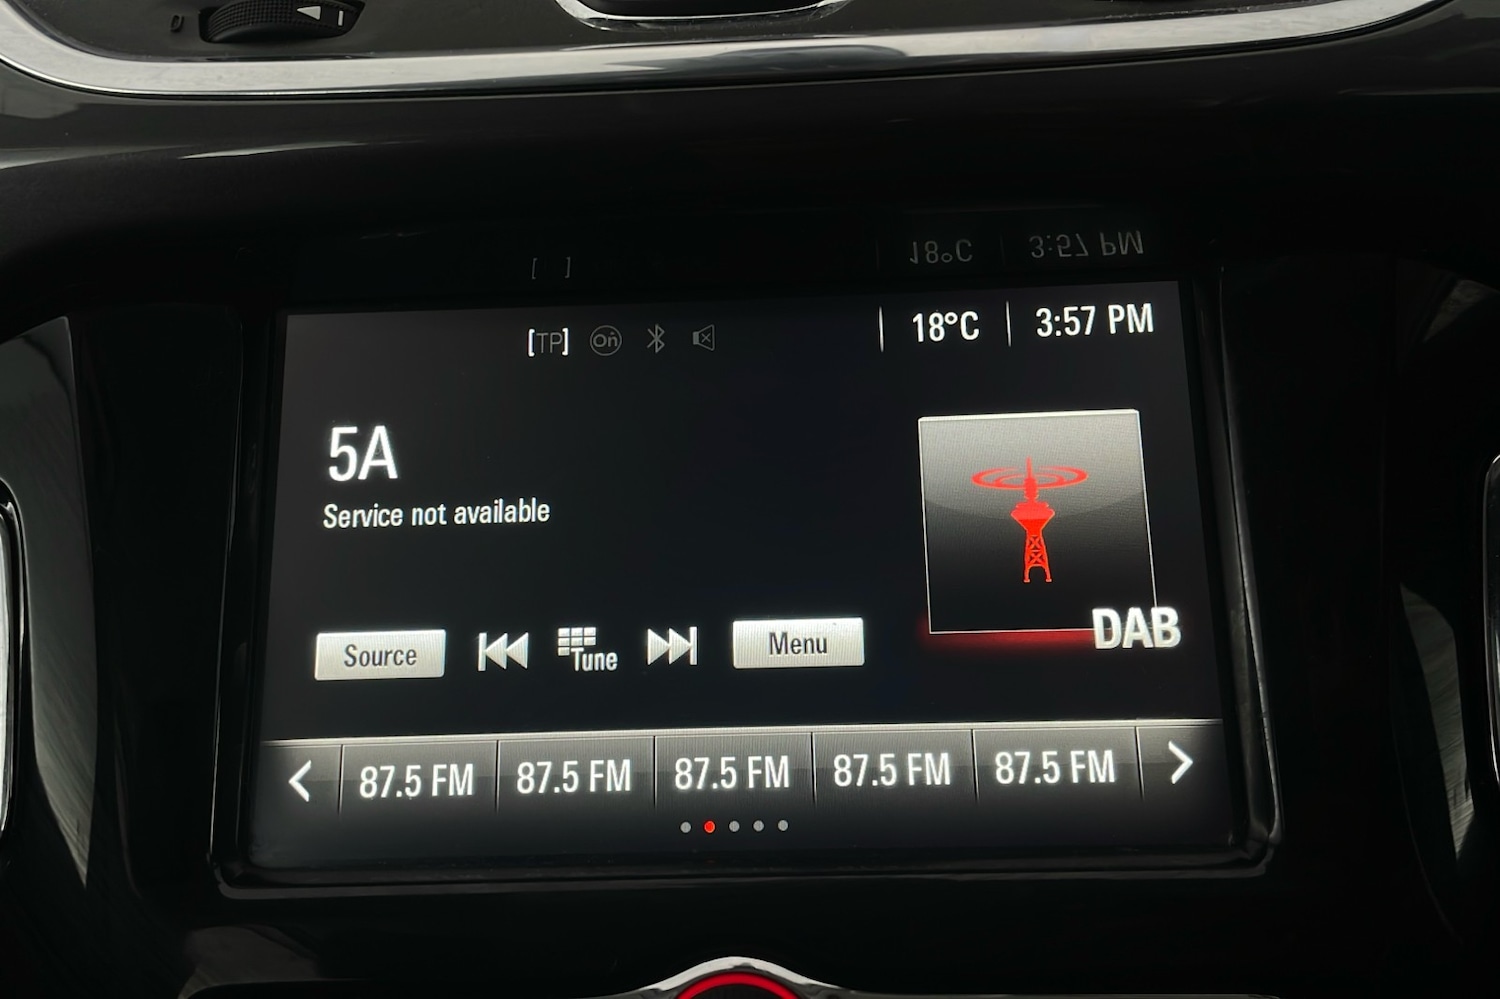 [TP] On 18°C 3:57 PM
5A
Service not available
DAB
Source Tune Menu
87.5 FM 87.5 FM 87.5 FM 87.5 FM 87.5 FM